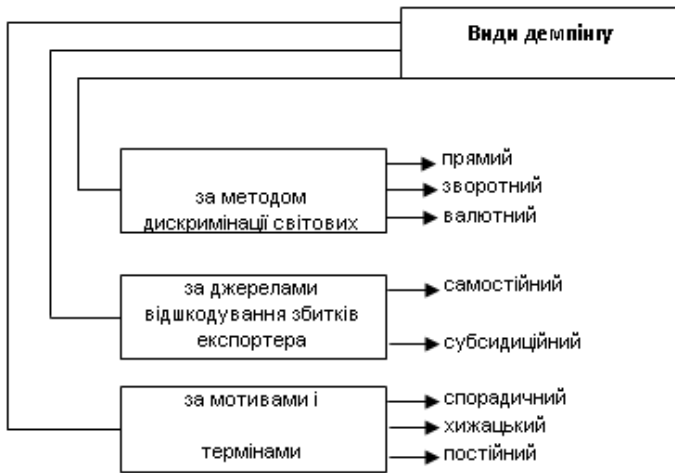 Види демпінгу
за методом
дискримінації світових
прямий
зворотний
валютний
за джерелами
відшкодування збитків
експортера
самостійний
субсидиційний
за мотивами і
термінами
спорадичний
хижацький
постійний